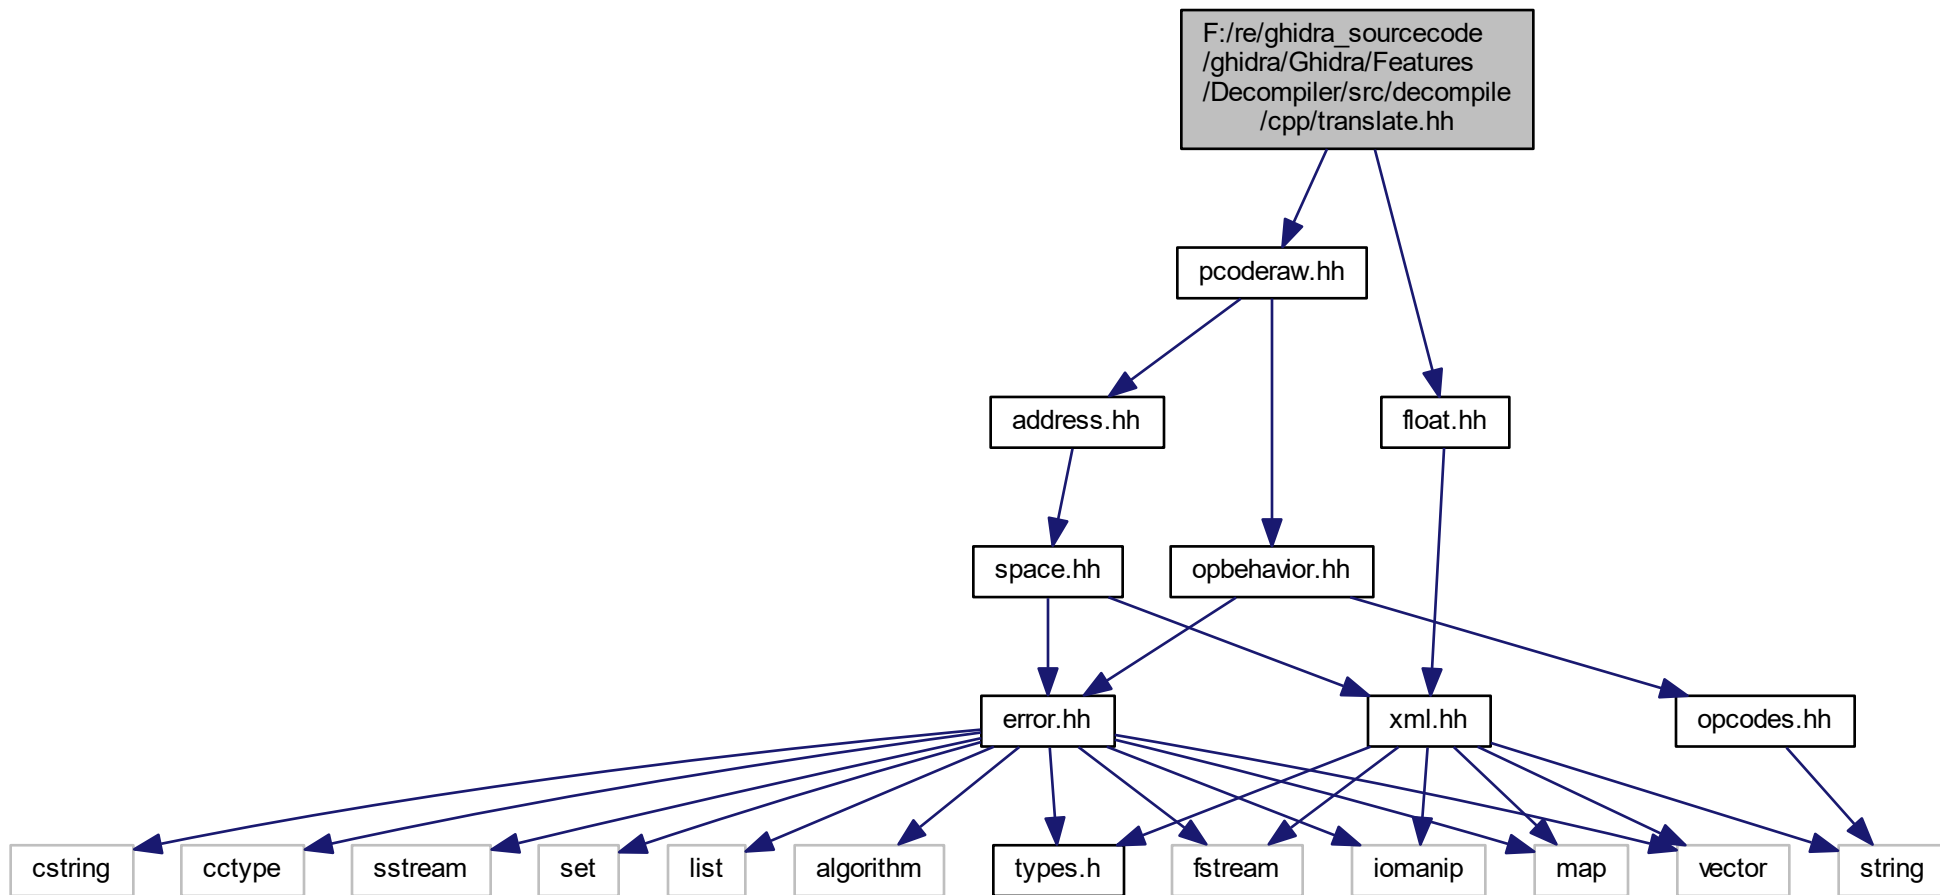 F:/re/ghidra_sourcecode
/ghidra/Ghidra/Features
/Decompiler/src/decompile
/cpp/translate.hh
pcoderaw.hh
address.hh
float.hh
space.hh
opbehavior.hh
error.hh
xml.hh
opcodes.hh
cstring
cctype
sstream
set
list
algorithm
types.h
fstream
iomanip
map
vector
string